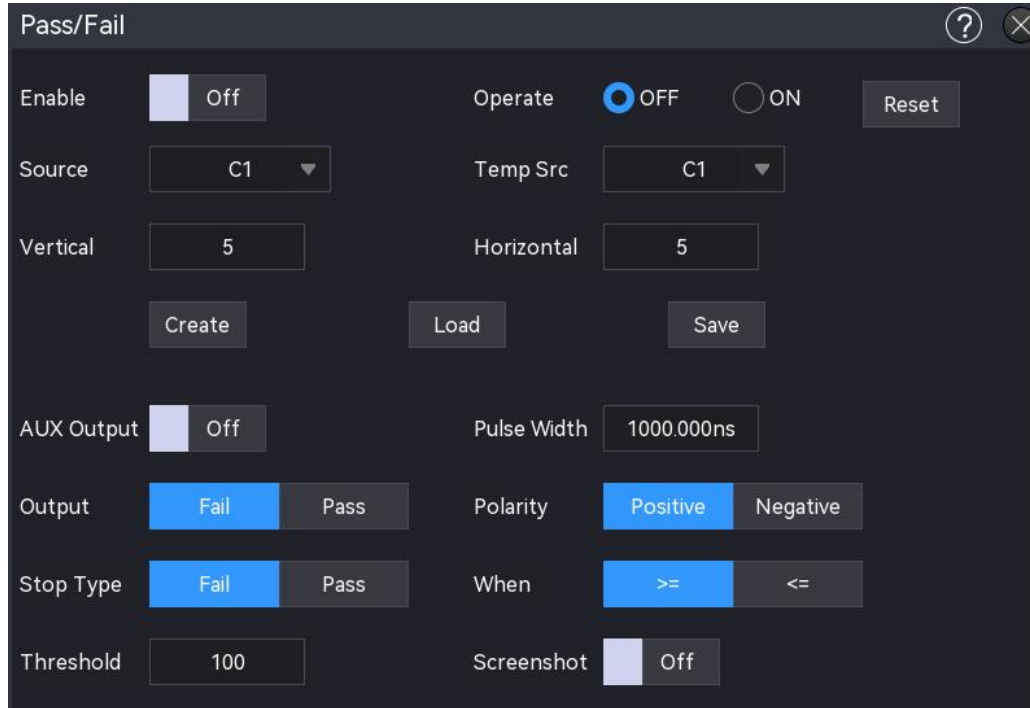 Pass/Fail ?
Enable Off Operate OFF ON Reset
Source C1 Temp Src C1
Vertical 5 Horizontal 5
Create Load Save
AUX Output Off Pulse Width 1000.000ns
Output Fail Pass Polarity Positive Negative
Stop Type Fail Pass When >= <=
Threshold 100 Screenshot Off